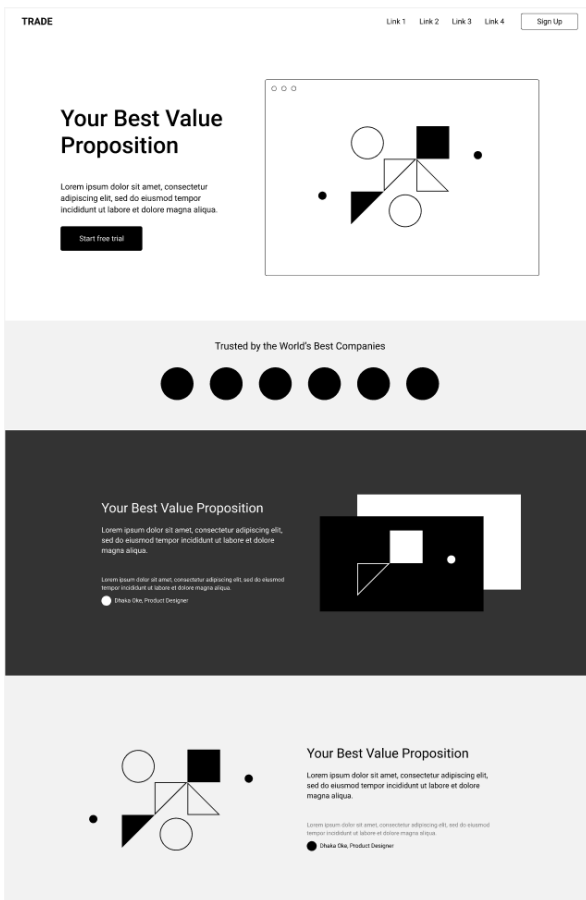 TRADE
Link 1
Link 2
Link 3
Link 4
Sign Up
Your Best Value
Proposition
Lorem ipsum dolor sit amet, consectetur
adipiscing elit, sed do eiusmod tempor
incididunt ut labore et dolore magna aliqua.
Start free trial
Trusted by the World's Best Companies
Your Best Value Proposition
Lorem ipsum dolor sit amet, consectetur adipiscing elit,
sed do eiusmod tempor incididunt ut labore et dolore
magna aliqua.
Lorem ipsum dolor sit amet, consectetur adipiscing elit, sed do eiusmod
tempor incididunt ut labore et dolore magna aliqua.
Dhaka Oke, Product Designer
Your Best Value Proposition
Lorem ipsum dolor sit amet, consectetur adipiscing elit,
sed do eiusmod tempor incididunt ut labore et dolore
magna aliqua.
Lorem ipsum dolor sit amet, consectetur adipiscing elit, sed do eiusmod
tempor incididunt ut labore et dolore magna aliqua.
Dhaka Oke, Product Designer